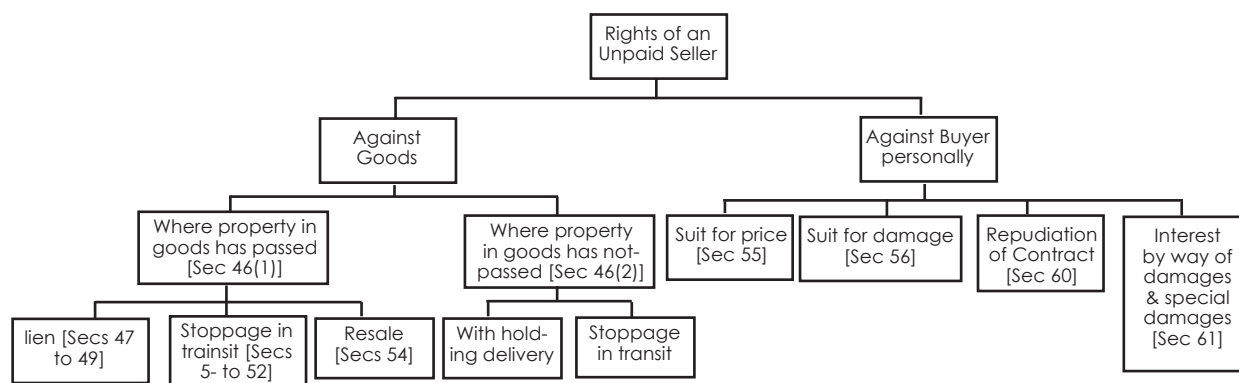 Rights of an
Unpaid Seller
Against
Goods
Against Buyer
personally
Where property in
goods has passed
[Sec 46(1)]
Where property
in goods has not-
passed [Sec 46(2)]
Suit for price
[Sec 55]
Suit for damage
[Sec 56]
Repudiation
of Contract
[Sec 60]
Interest
by way of
damages
& special
damages
[Sec 61]
lien [Secs 47
to 49]
Stoppage in
trainsit [Secs
5- to 52]
Resale
[Secs 54]
With hold-
ing delivery
Stoppage
in transit